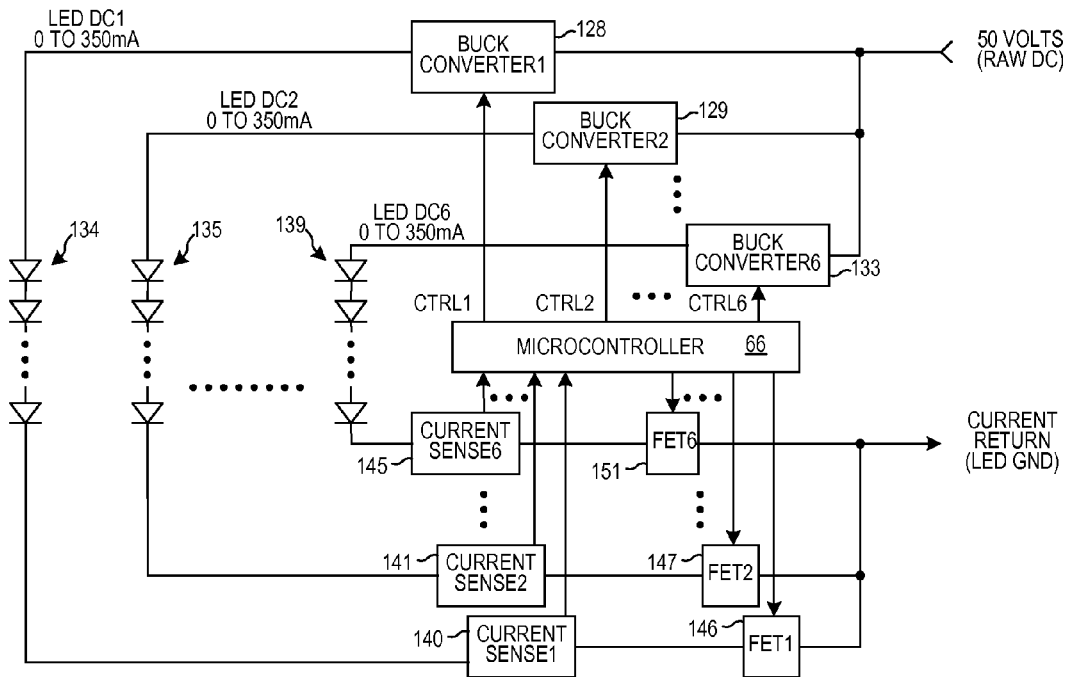 LED DC1
0 TO 350mA
BUCK
CONVERTER1
128
50 VOLTS
(RAW DC)
LED DC2
0 TO 350mA
BUCK
CONVERTER2
129
134
135
139
LED DC6
0 TO 350mA
BUCK
CONVERTER6
133
CTRL1
CTRL2
CTRL6
MICROCONTROLLER 66
CURRENT
SENSE6
145
FET6
151
CURRENT
RETURN
(LED GND)
141
CURRENT
SENSE2
147
FET2
140
CURRENT
SENSE1
146
FET1